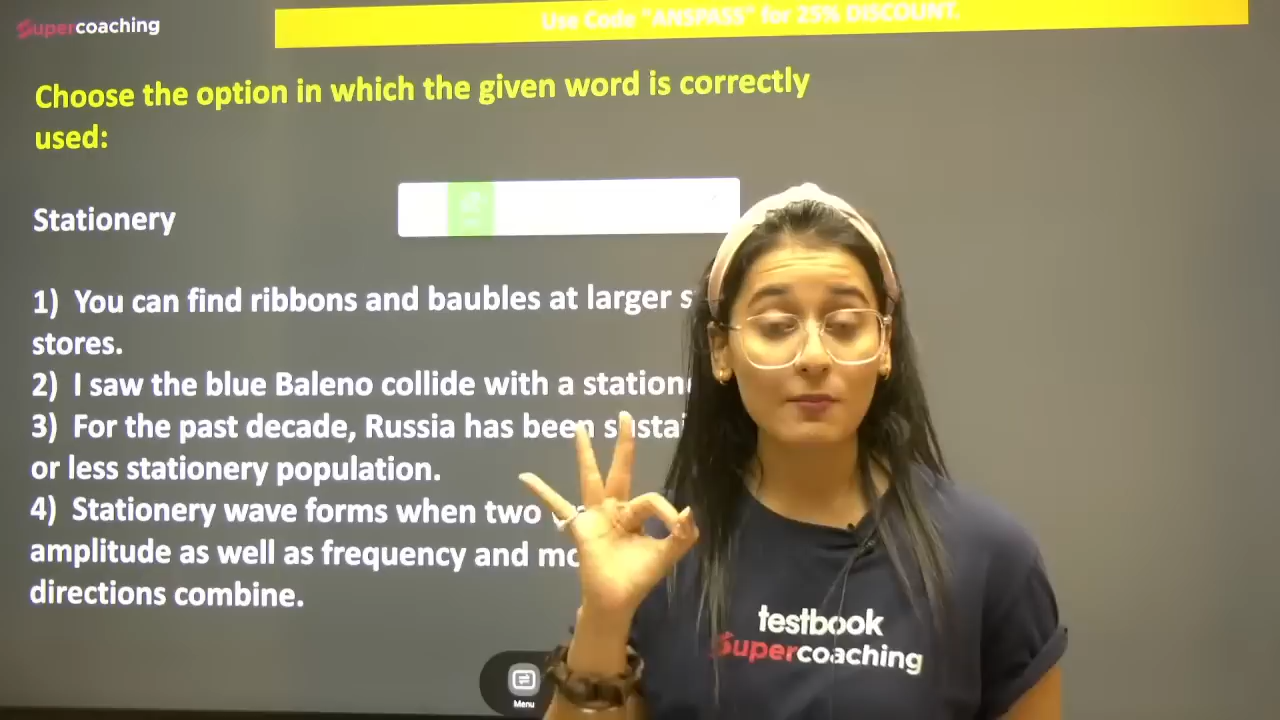 Supercoaching
Use Code "ANSPASS" for 25% DISCOUNT.
Choose the option in which the given word is correctly
used:
Stationery
1) You can find ribbons and baubles at larger
stores.
2) I saw the blue Baleno collide with a
3) For the past decade, Russia has been
or less stationery population.
4) Stationery wave forms when two
amplitude as well as frequency and
directions combine.
Menu
testbook
Supercoaching